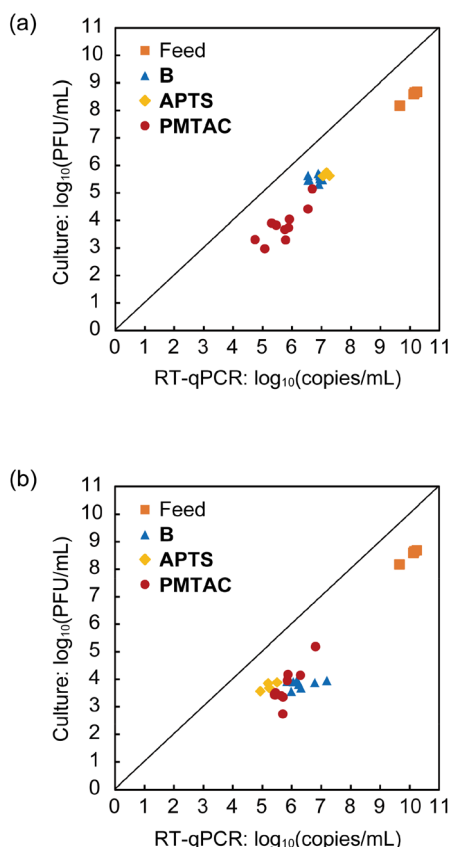 (a)
Culture: log₁₀(PFU/mL)
11
10
9
8
7
6
5
4
3
2
1
0
Feed
B
APTS
PMTAC
0 1 2 3 4 5 6 7 8 9 10 11
RT-qPCR: log₁₀(copies/mL)
(b)
Culture: log₁₀(PFU/mL)
11
10
9
8
7
6
5
4
3
2
1
0
Feed
B
APTS
PMTAC
0 1 2 3 4 5 6 7 8 9 10 11
RT-qPCR: log₁₀(copies/mL)